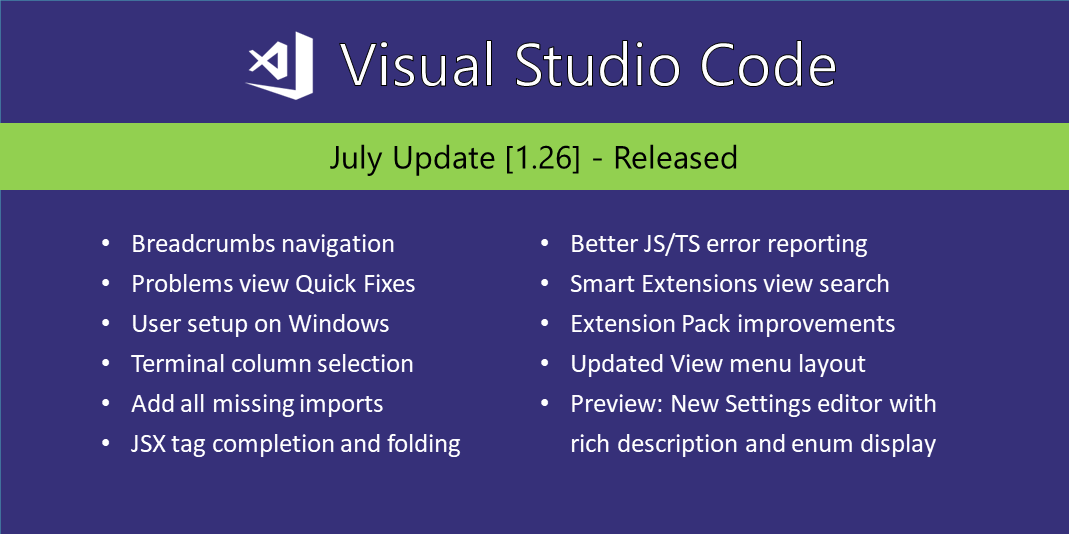 Visual Studio Code
July Update [1.26] - Released
• Breadcrumbs navigation
• Problems view Quick Fixes
• User setup on Windows
• Terminal column selection
• Add all missing imports
• JSX tag completion and folding
• Better JS/TS error reporting
• Smart Extensions view search
• Extension Pack improvements
• Updated View menu layout
• Preview: New Settings editor with
rich description and enum display